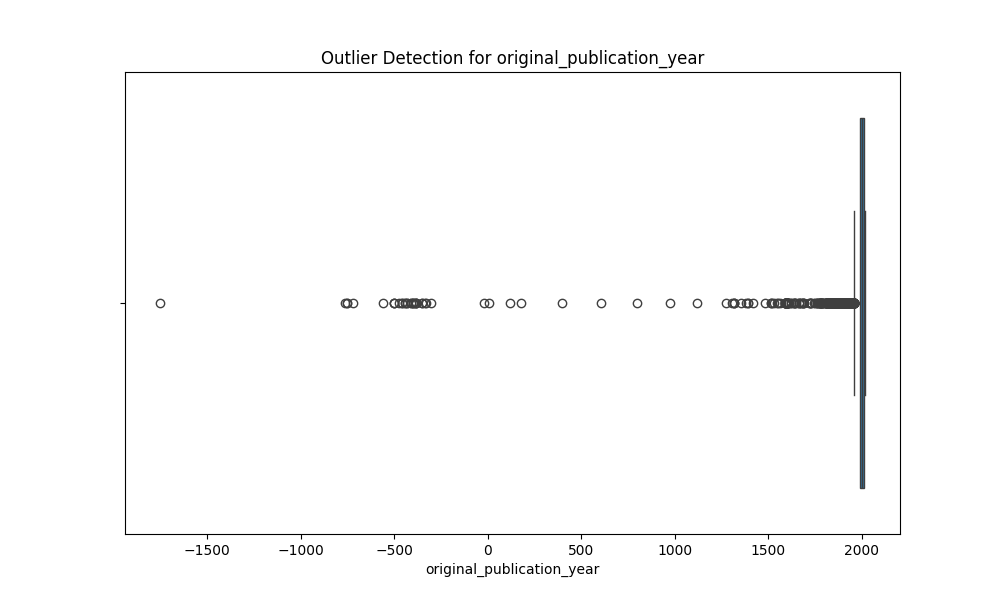 Outlier Detection for original_publication_year
−1500 −1000 −500 0 500 1000 1500 2000
original_publication_year